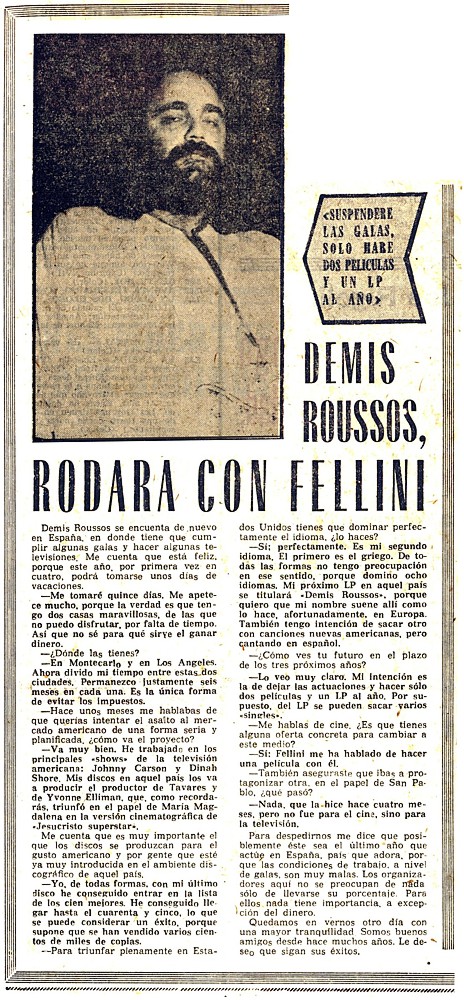 «SUSPENDERE
LAS GALAS,
SOLO HARE
DOS PELICULAS
Y UN LP
AL AÑO»
DEMIS
ROUSSOS,
RODARA CON FELLINI
Demis Roussos se encuenta de nuevo
en España, en donde tiene que cum-
plir algunas galas y hacer algunas te-
levisiones. Me cuenta que está feliz,
porque este año, por primera vez en
cuatro, podrá tomarse unos días de
vacaciones.
—Me tomaré quince días. Me apete-
ce mucho, porque la verdad es que ten-
go dos casas maravillosas, de las que
no puedo disfrutar, por falta de tiempo.
Así que no sé para qué sirve el ganar
dinero.
—¿Dónde las tienes?
—En Montecarlo y en Los Angeles.
Ahora divido mi tiempo entre estas dos
ciudades. Permanezco justamente seis
meses en cada una. Es la única forma
de evitar los impuestos.
—Hace unos meses me hablabas de
que querías intentar el asalto al mer-
cado americano de una forma seria y
planificada, ¿cómo va el proyecto?
—Va muy bien. He trabajado en los
principales «shows» de la televisión
americana: Johnny Carson y Dinah
Shore. Mis discos en aquel país los va
a producir el productor de Tavares y
de Yvonne Elliman, que, como recorda-
rás, triunfó en el papel de María Mag-
dalena en la versión cinematográfica de
«Jesucristo superstar».
Me cuenta que es muy importante el
que los discos se produzcan para el
gusto americano y por gente que esté
ya muy introducida en el ambiente dis-
cográfico de aquel país.
—Yo, de todas formas, con mi último
disco he conseguido entrar en la lista
de los cien mejores. He conseguido lle-
gar hasta el cuarenta y cinco, lo que
se puede considerar un éxito, porque
supone que se han vendido varios cien-
tos de miles de copias.
—Para triunfar plenamente en Esta-
dos Unidos tienes que dominar perfec-
tamente el idioma, ¿lo haces?
—Sí; perfectamente. Es mi segundo
idioma. El primero es el griego. De to-
das las formas no tengo preocupación
en ese sentido, porque domino ocho
idiomas. Mi próximo LP en aquel país
se titulará «Demis Roussos», porque
quiero que mi nombre suene allí como
lo hace, afortunadamente, en Europa.
También tengo intención de sacar otro
con canciones nuevas americanas, pero
cantando en español.
—¿Cómo ves tu futuro en el plazo
de los tres próximos años?
—Lo veo muy claro. Mi intención es
la de dejar las actuaciones y hacer sólo
dos películas y un LP al año. Por su-
puesto, del LP se pueden sacar varios
«singles».
—Me hablas de cine. ¿Es que tienes
alguna oferta concreta para cambiar a
este medio?
—Sí: Fellini me ha hablado de hacer
una película con él.
—También aseguraste que ibas a pro-
tagonizar otra, en el papel de San Pa-
blo, ¿qué pasó?
—Nada, que la hice hace cuatro me-
ses, pero no fue para el cine, sino para
la televisión.
Para despedirnos me dice que posi-
blemente éste sea el último año que
actúe en España, país que adora, por-
que las condiciones de trabajo, a nivel
de galas, son muy malas. Los organiza-
dores aquí no se preocupan de nada
sólo de llevarse su porcentaje. Para
ellos nada tiene importancia, a excep-
ción del dinero.
Quedamos en vernos otro día con
una mayor tranquilidad. Somos buenos
amigos desde hace muchos años. Le de-
seo que sigan sus éxitos.